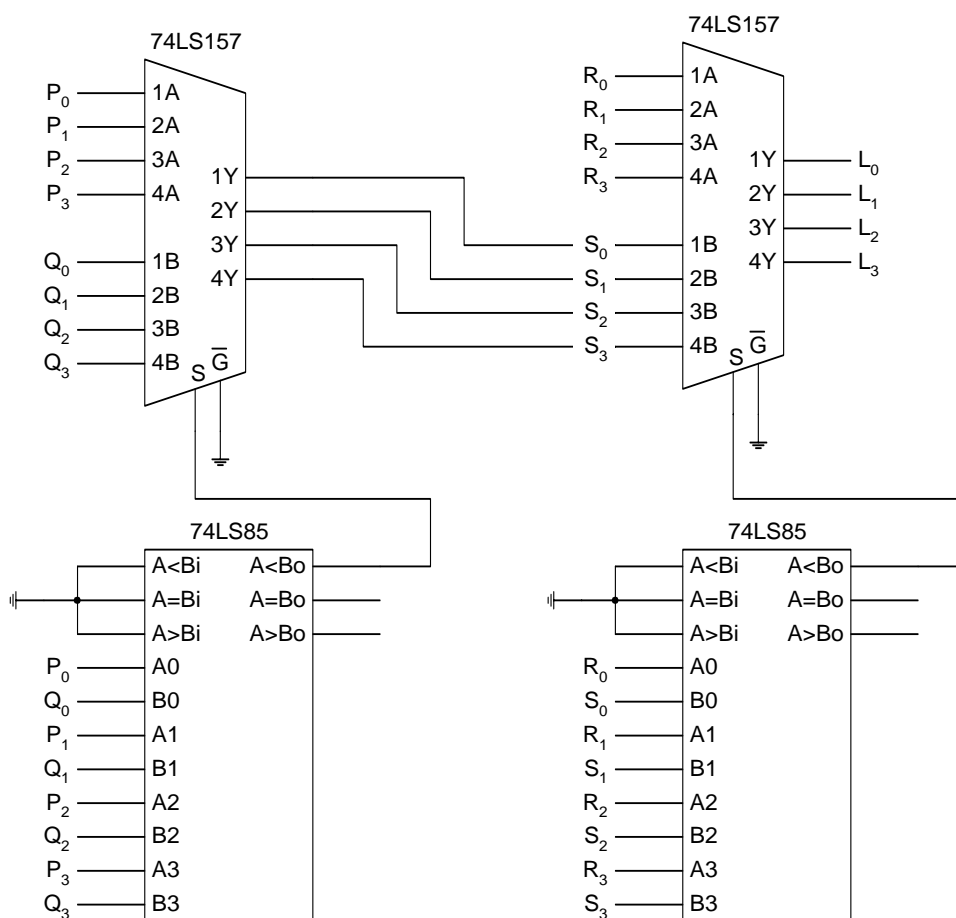 74LS157
P0 1A
P1 2A
P2 3A
P3 4A
1Y
2Y
3Y
4Y
Q0 1B
Q1 2B
Q2 3B
Q3 4B
S G̅
74LS157
R0 1A
R1 2A
R2 3A
R3 4A
1Y L0
2Y L1
3Y L2
4Y L3
S0 1B
S1 2B
S2 3B
S3 4B
S G̅
74LS85
A<Bi A<Bo
A=Bi A=Bo
A>Bi A>Bo
P0 A0
Q0 B0
P1 A1
Q1 B1
P2 A2
Q2 B2
P3 A3
Q3 B3
74LS85
A<Bi A<Bo
A=Bi A=Bo
A>Bi A>Bo
R0 A0
S0 B0
R1 A1
S1 B1
R2 A2
S2 B2
R3 A3
S3 B3